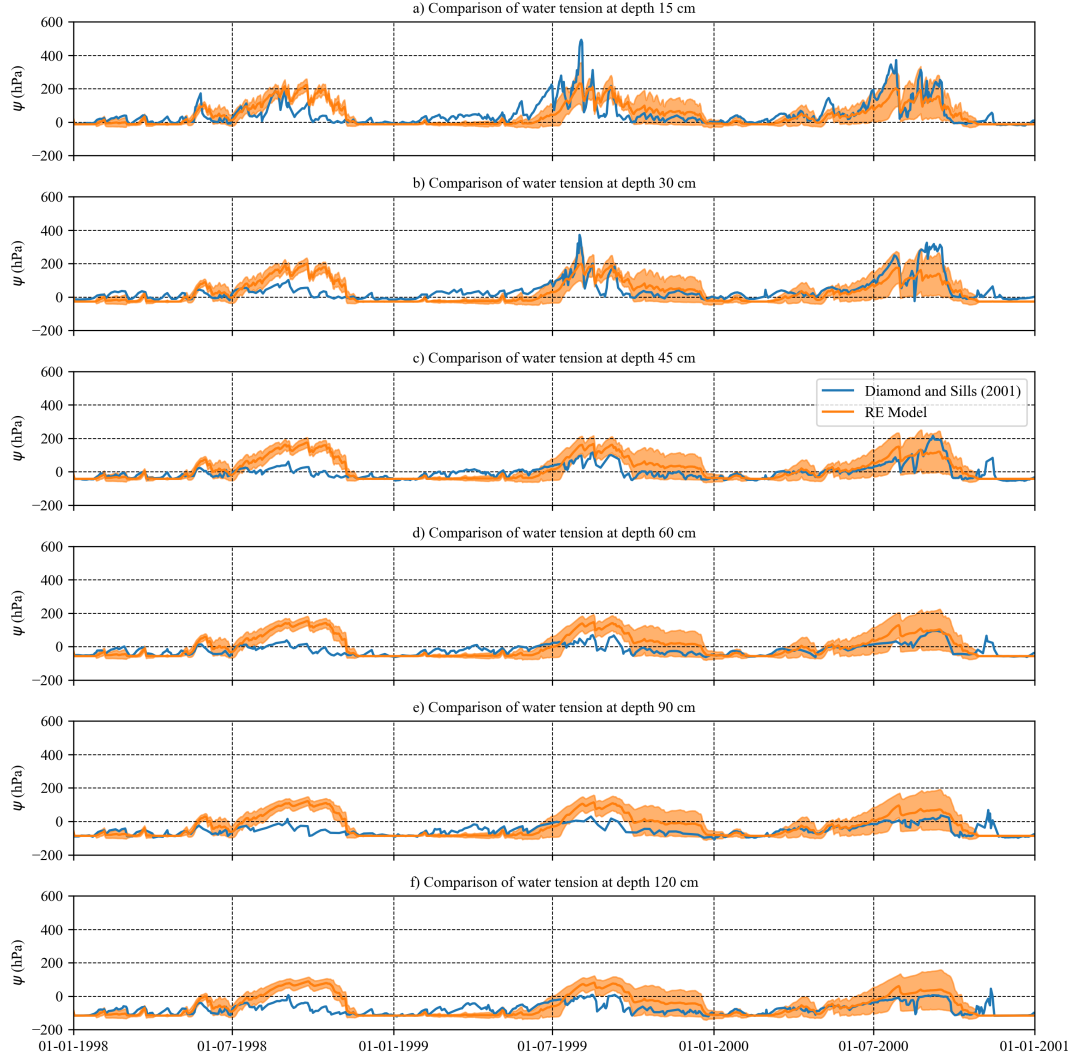 a) Comparison of water tension at depth 15 cm
600
400
200
0
−200
ψ (hPa)
b) Comparison of water tension at depth 30 cm
600
400
200
0
−200
ψ (hPa)
c) Comparison of water tension at depth 45 cm
600
400
200
0
−200
ψ (hPa)
Diamond and Sills (2001)
RE Model
d) Comparison of water tension at depth 60 cm
600
400
200
0
−200
ψ (hPa)
e) Comparison of water tension at depth 90 cm
600
400
200
0
−200
ψ (hPa)
f) Comparison of water tension at depth 120 cm
600
400
200
0
−200
ψ (hPa)
01-01-1998 01-07-1998 01-01-1999 01-07-1999 01-01-2000 01-07-2000 01-01-2001